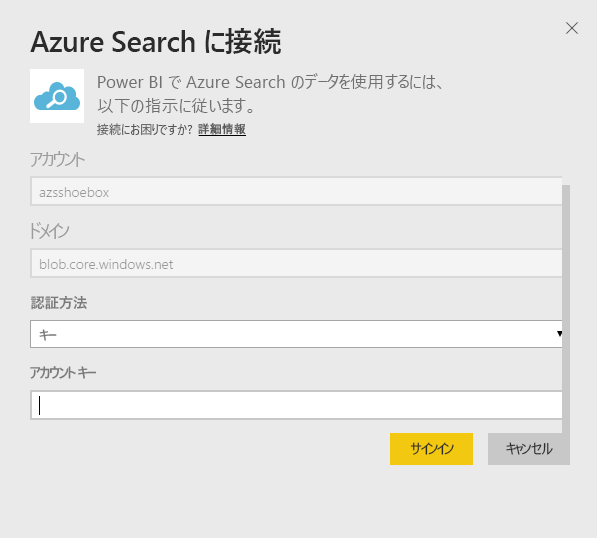 Azure Search に接続
Power BI で Azure Search のデータを使用するには、
以下の指示に従います。
接続にお困りですか? 詳細情報
アカウント
azsshoebox
ドメイン
blob.core.windows.net
認証方法
キー
アカウント キー
サインイン キャンセル